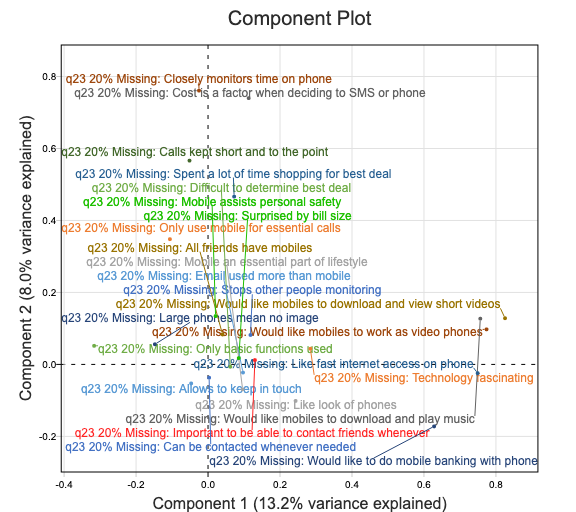 Component Plot
Component 2 (8.0% variance explained)
0.8
0.6
0.4
0.2
0.0
-0.2
q23 20% Missing: Closely monitors time on phone
q23 20% Missing: Cost is a factor when deciding to SMS or phone
q23 20% Missing: Calls kept short and to the point
q23 20% Missing: Spent a lot of time shopping for best deal
q23 20% Missing: Difficult to determine best deal
q23 20% Missing: Mobile assists personal safety
q23 20% Missing: Surprised by bill size
q23 20% Missing: Only use mobile for essential calls
q23 20% Missing: All friends have mobiles
q23 20% Missing: Mobile an essential part of lifestyle
q23 20% Missing: Email used more than mobile
q23 20% Missing: Stops other people monitoring
q23 20% Missing: Would like mobiles to download and view short videos
q23 20% Missing: Large phones mean no image
q23 20% Missing: Would like mobiles to work as video phones
q23 20% Missing: Only basic functions used
q23 20% Missing: Like fast internet access on phone
q23 20% Missing: Technology fascinating
q23 20% Missing: Allows to keep in touch
q23 20% Missing: Like look of phones
q23 20% Missing: Would like mobiles to download and play music
q23 20% Missing: Important to be able to contact friends whenever
q23 20% Missing: Can be contacted whenever needed
q23 20% Missing: Would like to do mobile banking with phone
-0.4 -0.2 0.0 0.2 0.4 0.6 0.8
Component 1 (13.2% variance explained)